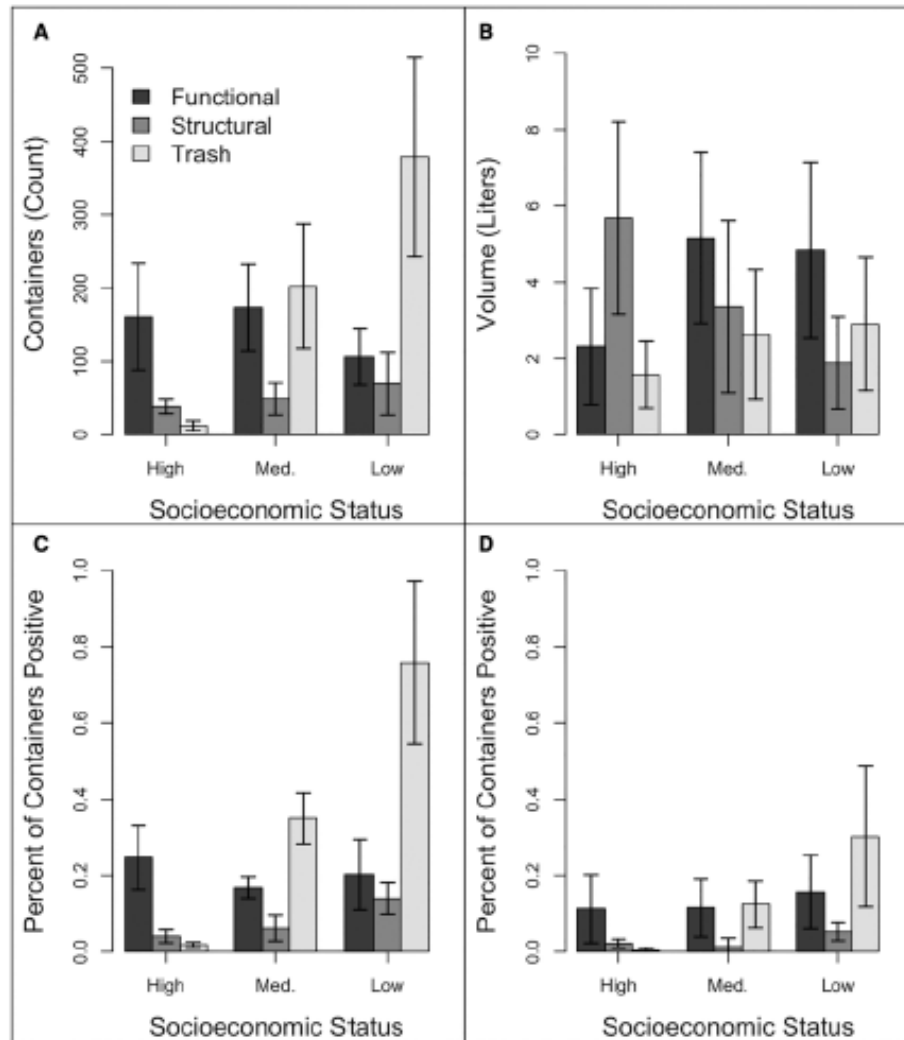 A
Containers (Count)
500
400
300
200
100
0
Functional
Structural
Trash
High Med. Low
Socioeconomic Status
B
Volume (Liters)
10
8
6
4
2
0
High Med. Low
Socioeconomic Status
C
Percent of Containers Positive
1.0
0.8
0.6
0.4
0.2
0.0
High Med. Low
Socioeconomic Status
D
Percent of Containers Positive
1.0
0.8
0.6
0.4
0.2
0.0
High Med. Low
Socioeconomic Status